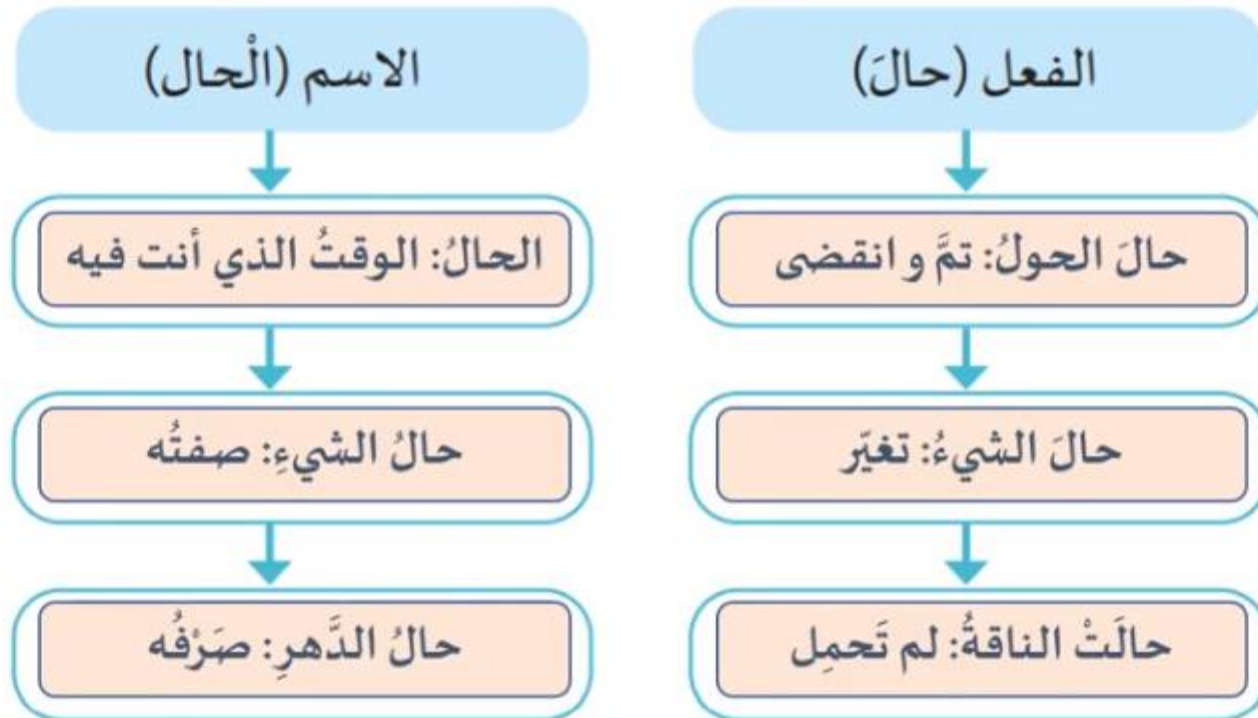 الفعل (حالَ)
حالَ الحولُ: تمَّ و انقضى
حالَ الشيءُ: تغيّر
حالَتْ الناقةُ: لم تَحمِل
الاسم (الْحال)
الحالُ: الوقتُ الذي أنت فيه
حالُ الشيءِ: صفتُه
حالُ الدَّهرِ: صَرْفُه